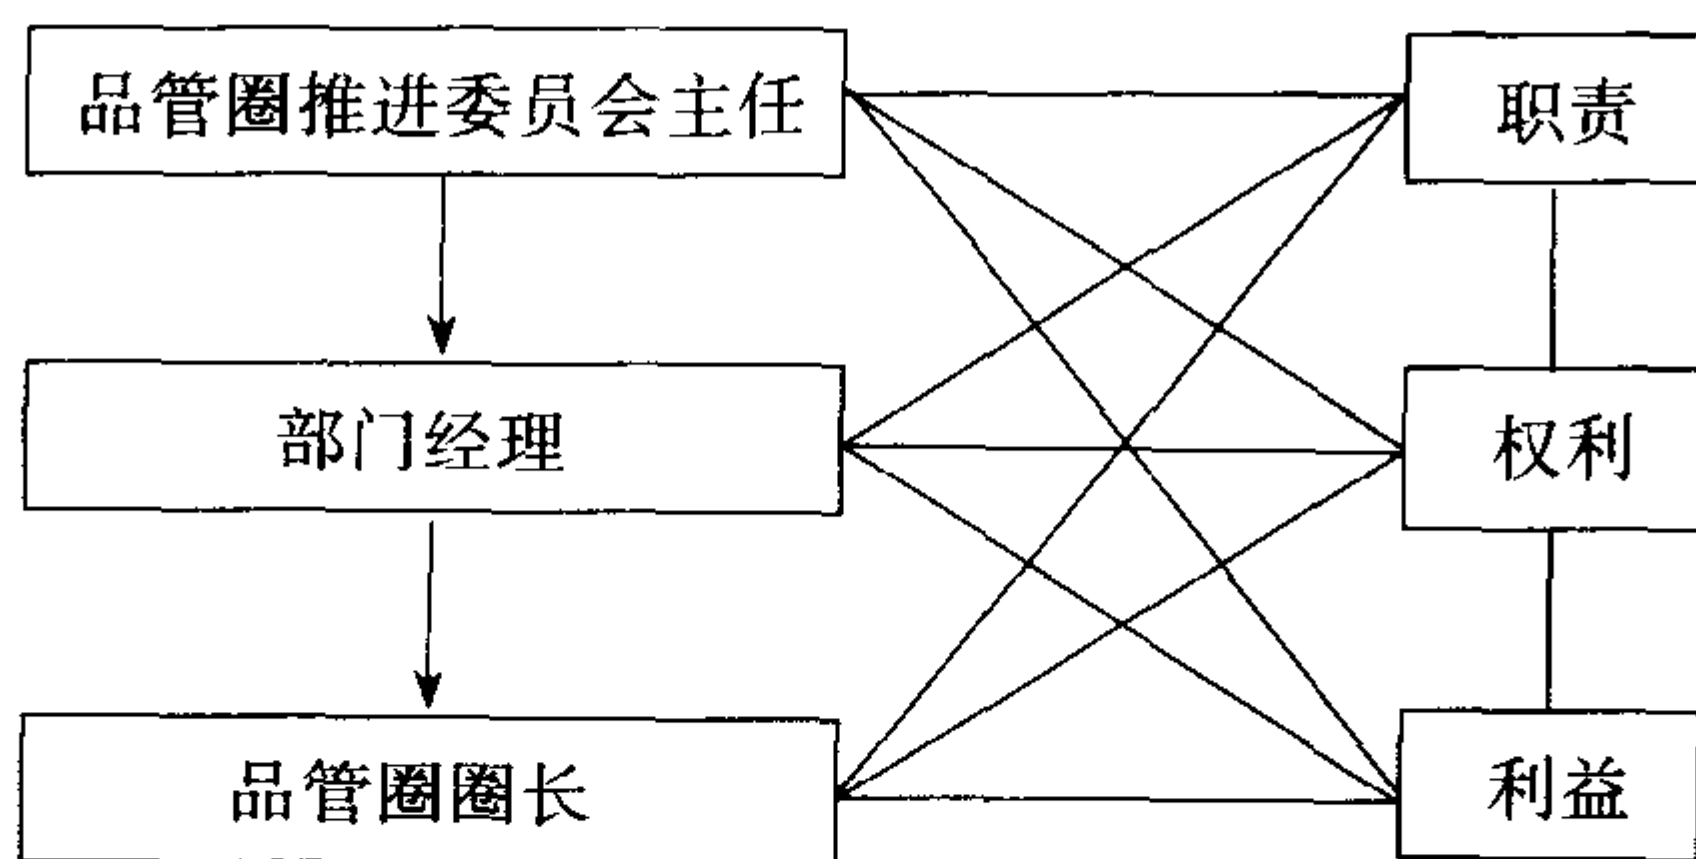 品管圈推进委员会主任
职责
部门经理
权利
品管圈圈长
利益